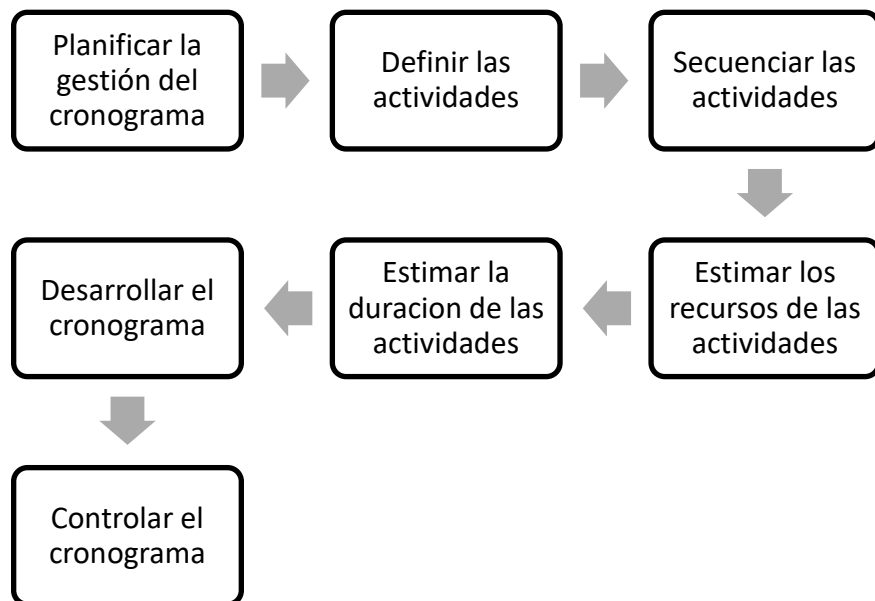 Planificar la
gestión del
cronograma
Definir las
actividades
Secuenciar las
actividades
Estimar los
recursos de las
actividades
Estimar la
duracion de las
actividades
Desarrollar el
cronograma
Controlar el
cronograma